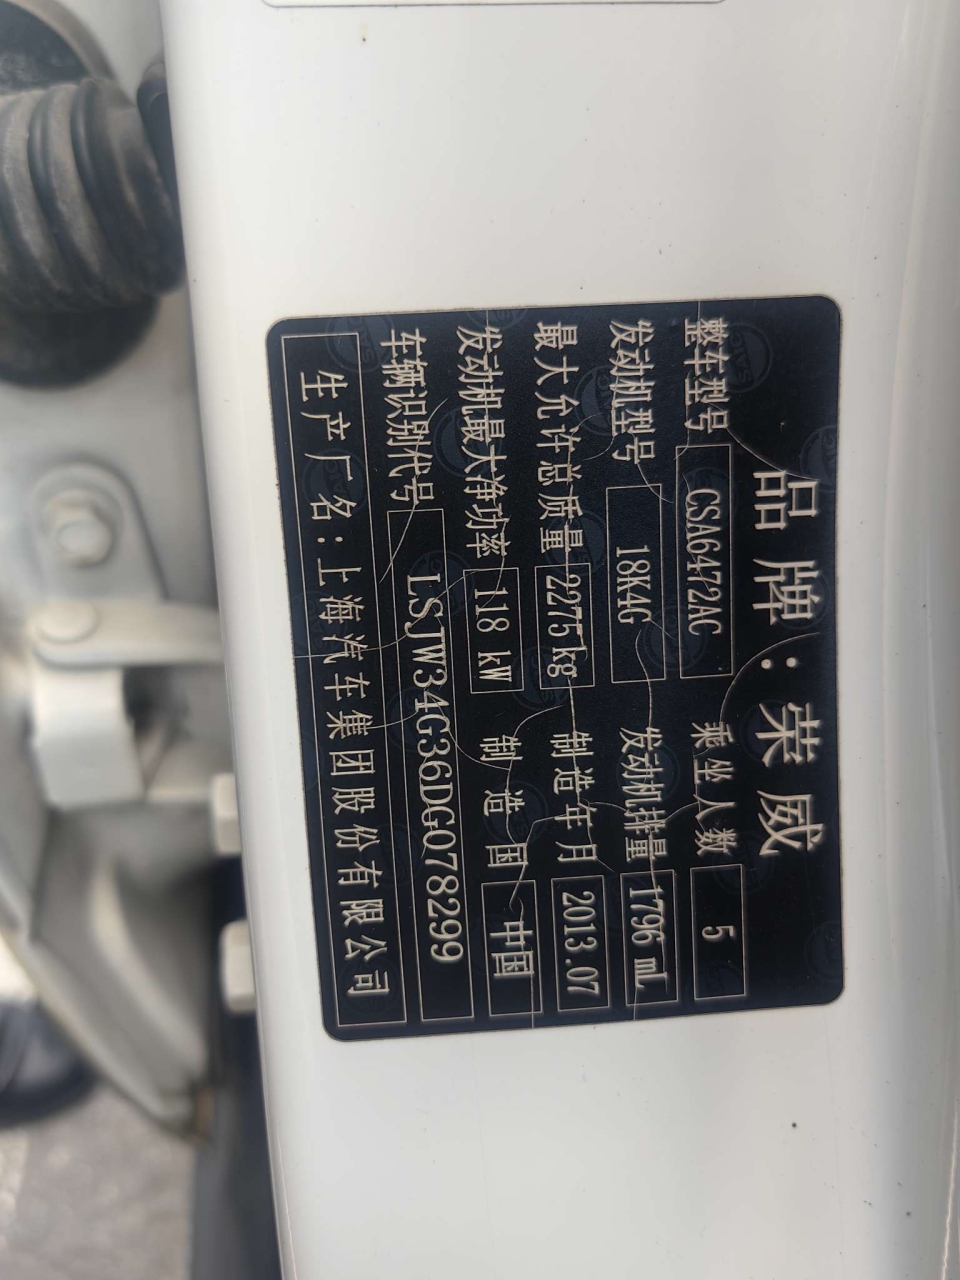 品牌：荣威
整车型号 CSA6472AC 乘坐人数 5
发动机型号 18K4G 发动机排量 1796 mL
最大允许总质量 2275kg 制造年月 2013.07
发动机最大净功率 118 kW 制造国 中国
车辆识别代号 LSJW34G36DG078299
生产厂名：上海汽车集团股份有限公司